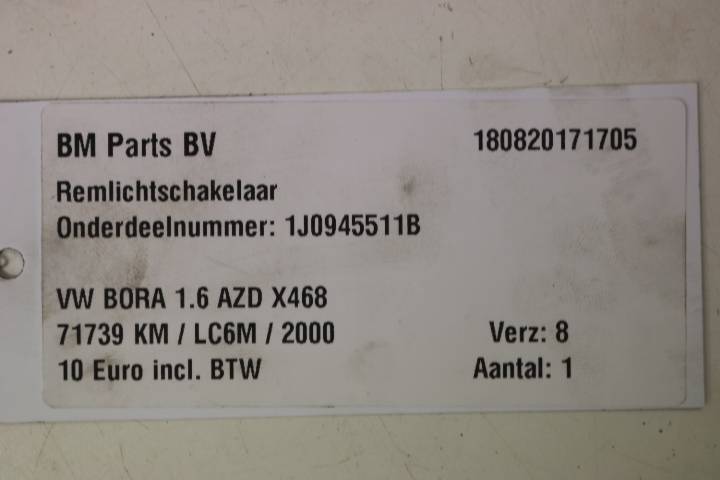 BM Parts BV 180820171705
Remlichtschakelaar
Onderdeelnummer: 1J0945511B
VW BORA 1.6 AZD X468
71739 KM / LC6M / 2000 Verz: 8
10 Euro incl. BTW Aantal: 1